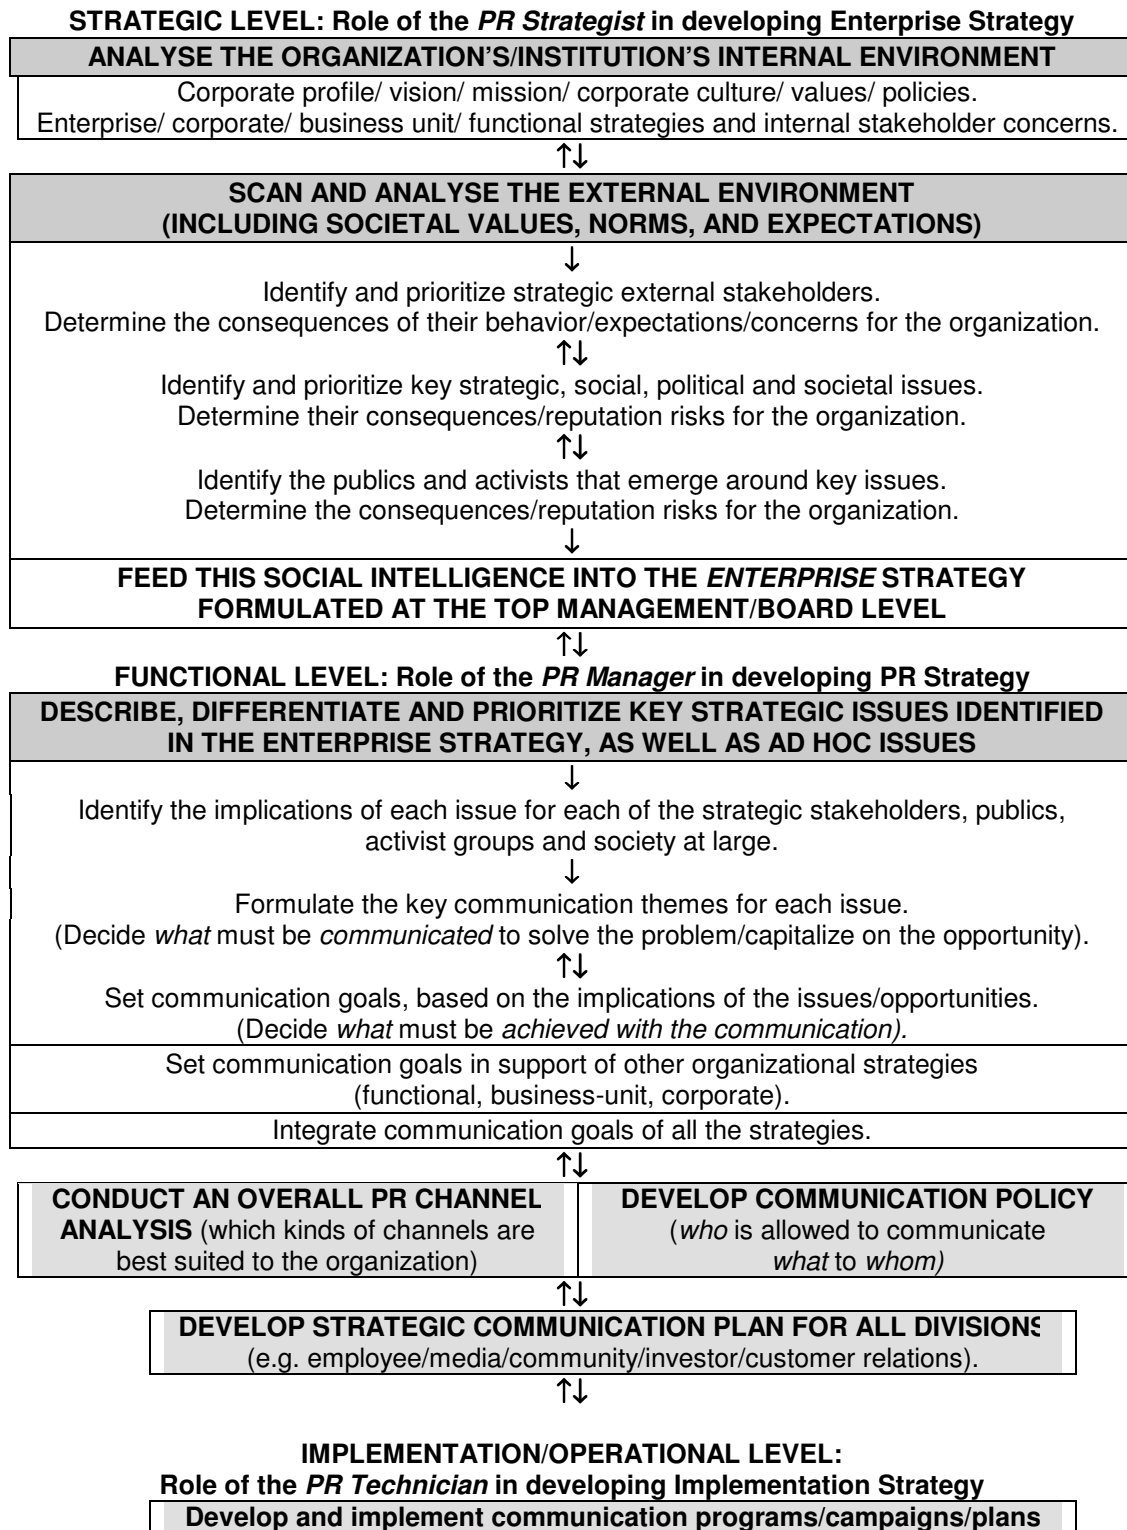 STRATEGIC LEVEL: Role of the PR Strategist in developing Enterprise Strategy
ANALYSE THE ORGANIZATION'S/INSTITUTION'S INTERNAL ENVIRONMENT
Corporate profile/ vision/ mission/ corporate culture/ values/ policies.
Enterprise/ corporate/ business unit/ functional strategies and internal stakeholder concerns.
↑↓
SCAN AND ANALYSE THE EXTERNAL ENVIRONMENT
(INCLUDING SOCIETAL VALUES, NORMS, AND EXPECTATIONS)
↓
Identify and prioritize strategic external stakeholders.
Determine the consequences of their behavior/expectations/concerns for the organization.
↑↓
Identify and prioritize key strategic, social, political and societal issues.
Determine their consequences/reputation risks for the organization.
↑↓
Identify the publics and activists that emerge around key issues.
Determine the consequences/reputation risks for the organization.
↓
FEED THIS SOCIAL INTELLIGENCE INTO THE ENTERPRISE STRATEGY
FORMULATED AT THE TOP MANAGEMENT/BOARD LEVEL
↑↓
FUNCTIONAL LEVEL: Role of the PR Manager in developing PR Strategy
DESCRIBE, DIFFERENTIATE AND PRIORITIZE KEY STRATEGIC ISSUES IDENTIFIED
IN THE ENTERPRISE STRATEGY, AS WELL AS AD HOC ISSUES
↓
Identify the implications of each issue for each of the strategic stakeholders, publics,
activist groups and society at large.
↓
Formulate the key communication themes for each issue.
(Decide what must be communicated to solve the problem/capitalize on the opportunity).
↑↓
Set communication goals, based on the implications of the issues/opportunities.
(Decide what must be achieved with the communication).
Set communication goals in support of other organizational strategies
(functional, business-unit, corporate).
Integrate communication goals of all the strategies.
↑↓
CONDUCT AN OVERALL PR CHANNEL
ANALYSIS (which kinds of channels are
best suited to the organization)
DEVELOP COMMUNICATION POLICY
(who is allowed to communicate
what to whom)
↑↓
DEVELOP STRATEGIC COMMUNICATION PLAN FOR ALL DIVISIONS
(e.g. employee/media/community/investor/customer relations).
↑↓
IMPLEMENTATION/OPERATIONAL LEVEL:
Role of the PR Technician in developing Implementation Strategy
Develop and implement communication programs/campaigns/plans